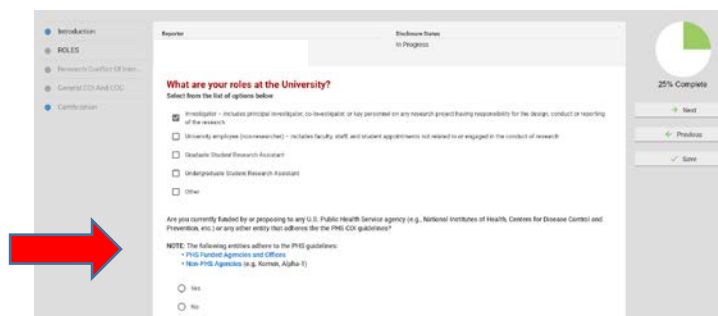 Introduction
ROLES
Research Conflict Of Inter...
General COI And COC
Certification
Reporter
Disclosure Status
In Progress
What are your roles at the University?
Select from the list of options below
Investigator – includes principal investigator, co-investigator or key personnel on any research project having responsibility for the design, conduct or reporting
of the research
University employee (non-researcher) – includes faculty, staff, and student appointments not related to or engaged in the conduct of research
Graduate Student Research Assistant
Undergraduate Student Research Assistant
Other
Are you currently funded by or proposing to any U.S. Public Health Service agency (e.g., National Institutes of Health, Centers for Disease Control and
Prevention, etc.) or any other entity that adheres the the PHS COI guidelines?
NOTE: The following entities adhere to the PHS guidelines:
• PHS Funded Agencies and Offices
• Non-PHS Agencies (e.g. Komen, Alpha-1)
Yes
No
25% Complete
Next
Previous
Save